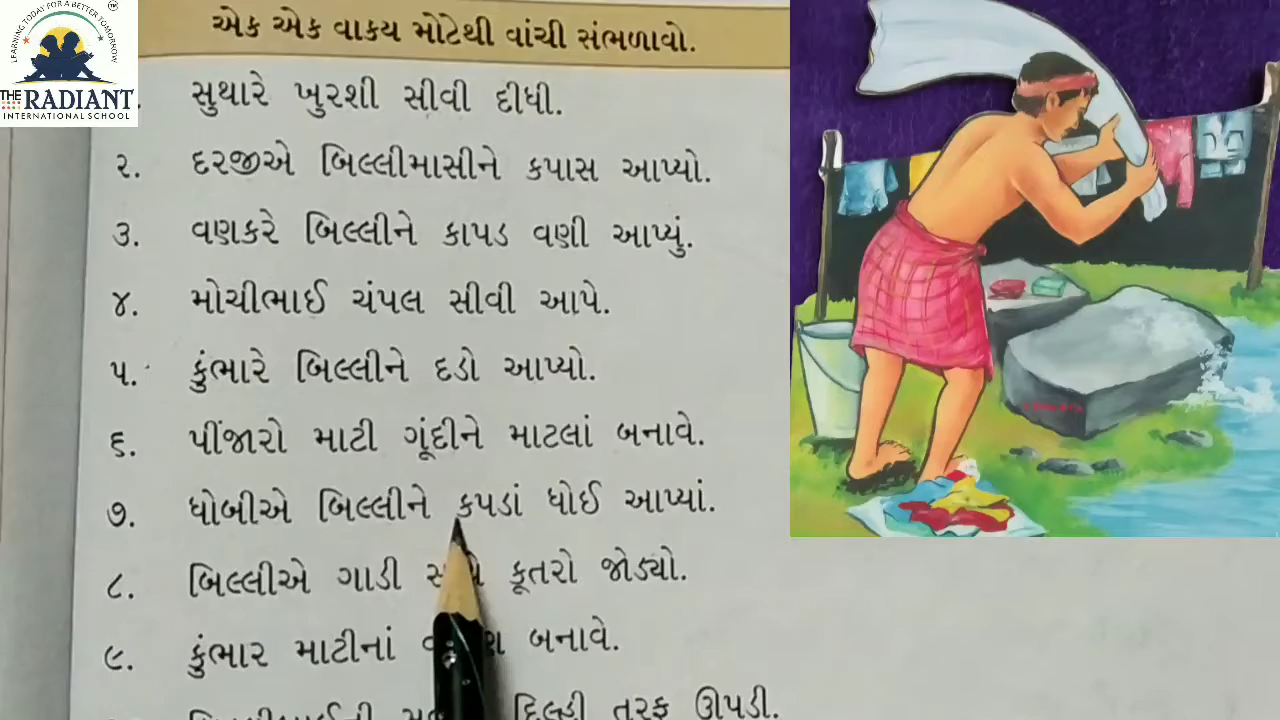 LEARNING TODAY FOR A BETTER TOMORROW
THE RADIANT
INTERNATIONAL SCHOOL
એક એક વાકય મોટેથી વાંચી સંભળાવો.
સુથારે ખુરશી સીવી દીધી.
૨. દરજીએ બિલ્લીમાસીને કપાસ આપ્યો.
૩. વણકરે બિલ્લીને કાપડ વણી આપ્યું.
૪. મોચીભાઈ ચંપલ સીવી આપે.
૫. કુંભારે બિલ્લીને દડો આપ્યો.
૬. પીંજારો માટી ગૂંદીને માટલાં બનાવે.
૭. ધોબીએ બિલ્લીને કપડાં ધોઈ આપ્યાં.
૮. બિલ્લીએ ગાડી કૂતરો જોડ્યો.
૯. કુંભાર માટીનાં બનાવે.
દિલ્હી તરફ ઊપડી.